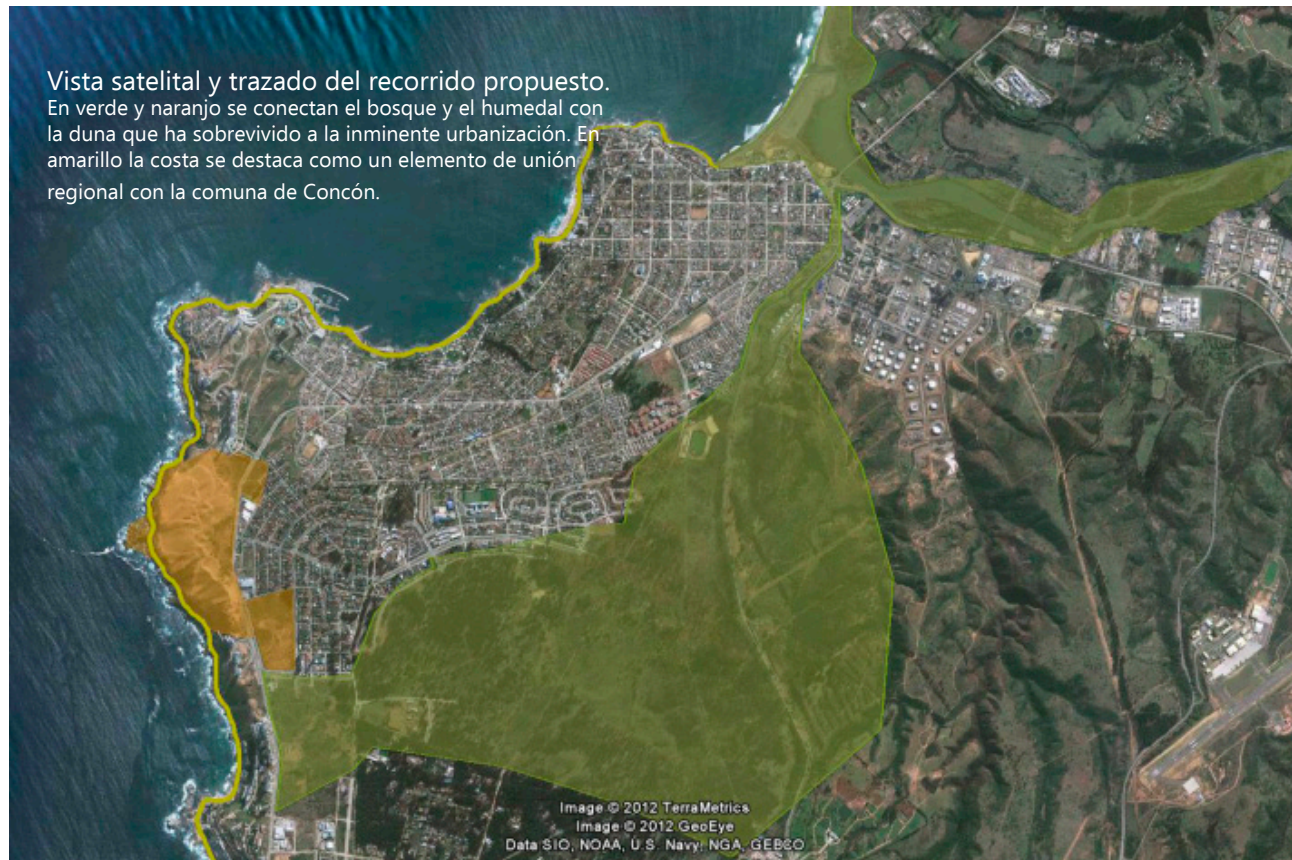 Vista satelital y trazado del recorrido propuesto.
En verde y naranjo se conectan el bosque y el humedal con
la duna que ha sobrevivido a la inminente urbanización. En
amarillo la costa se destaca como un elemento de unión
regional con la comuna de Concón.
Image © 2012 TerraMetrics
Image © 2012 GeoEye
Data SIO, NOAA, U.S. Navy, NGA, GEBCO